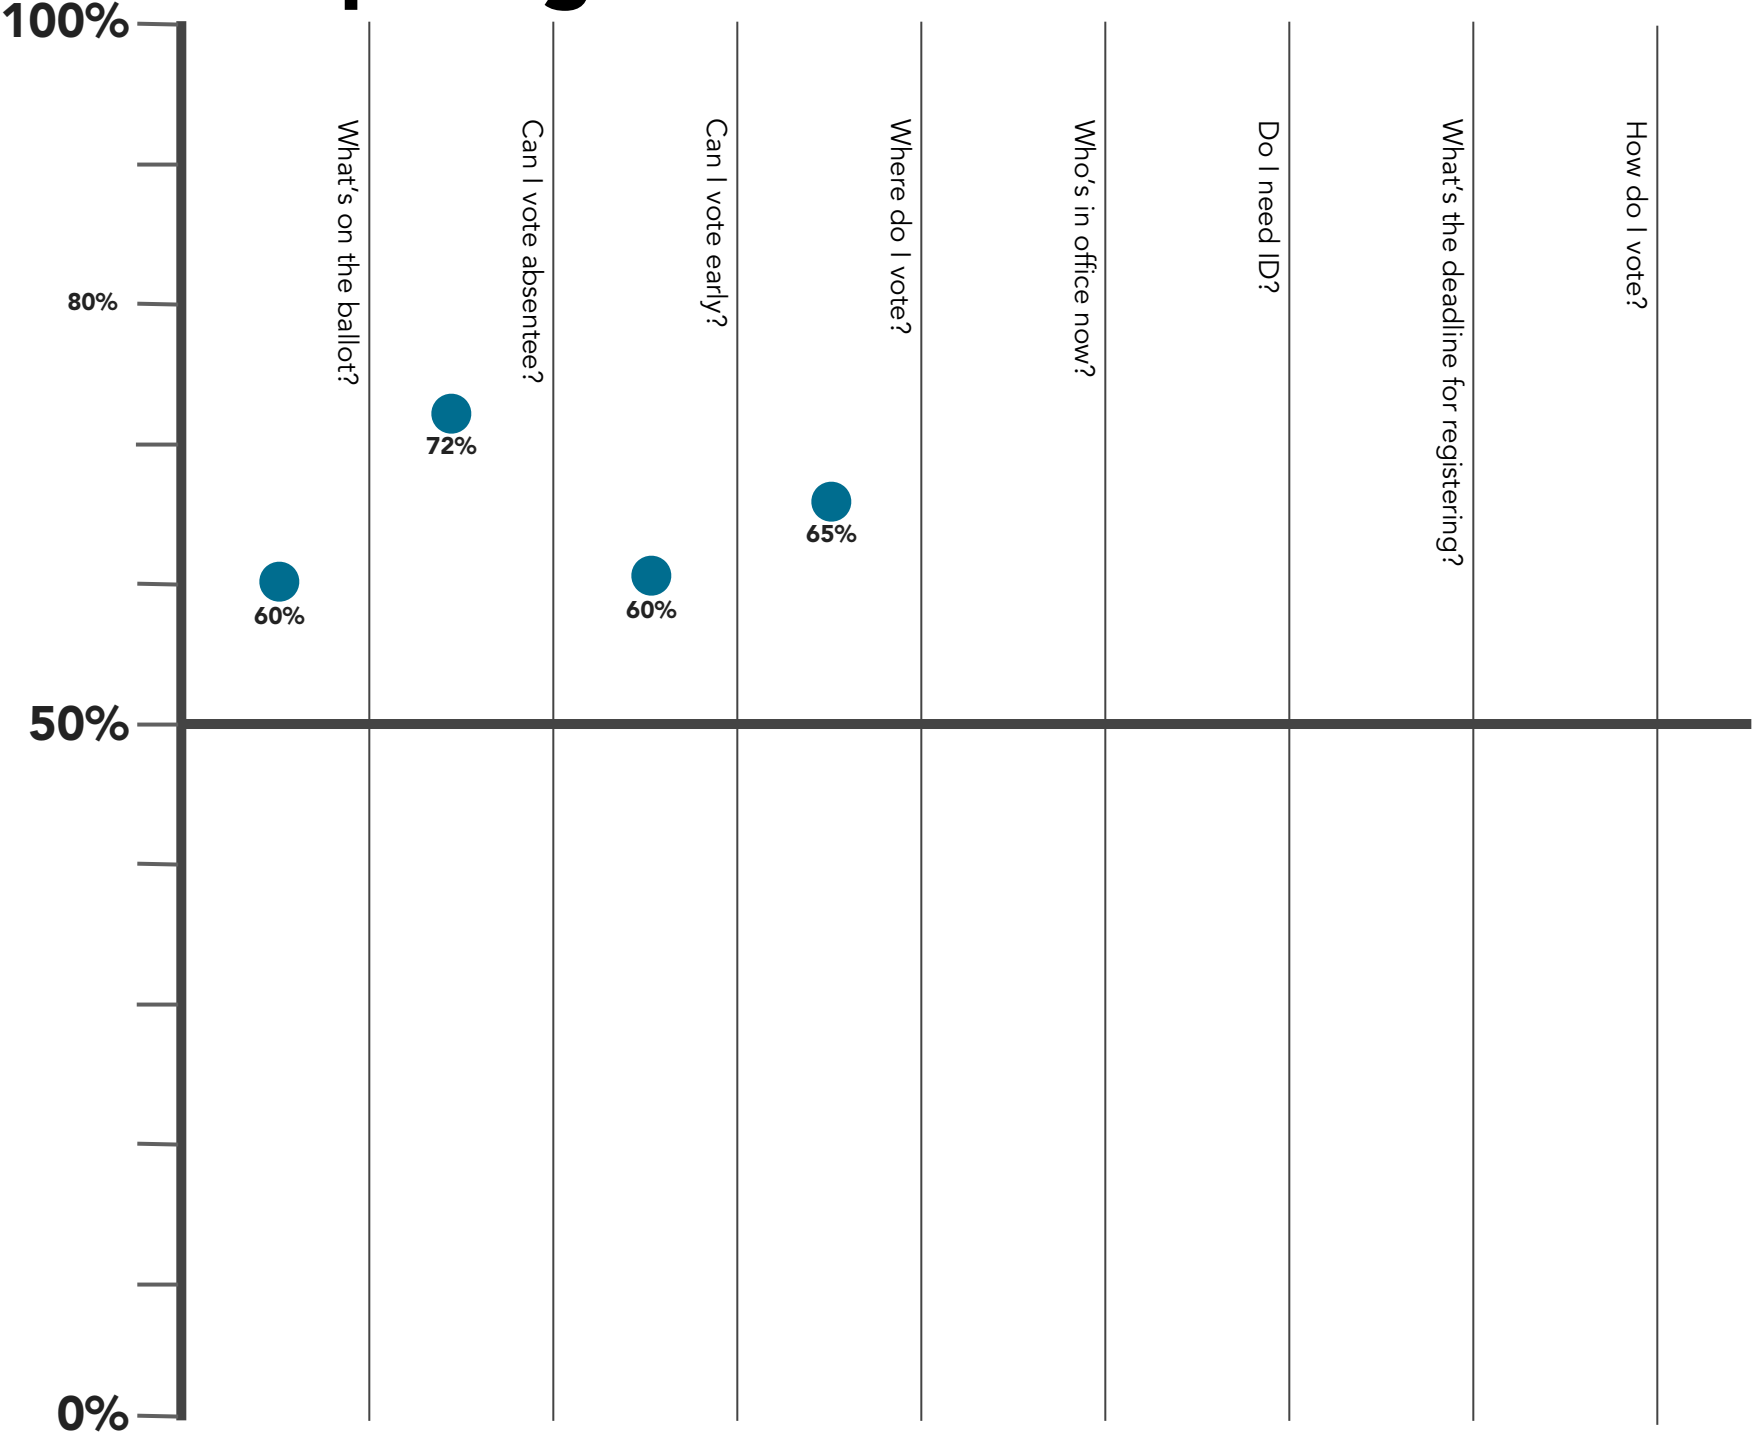 100%
What's on the ballot?
Can I vote absentee?
Can I vote early?
Where do I vote?
Who's in office now?
Do I need ID?
What's the deadline for registering?
How do I vote?
80%
72%
65%
60%
60%
50%
0%